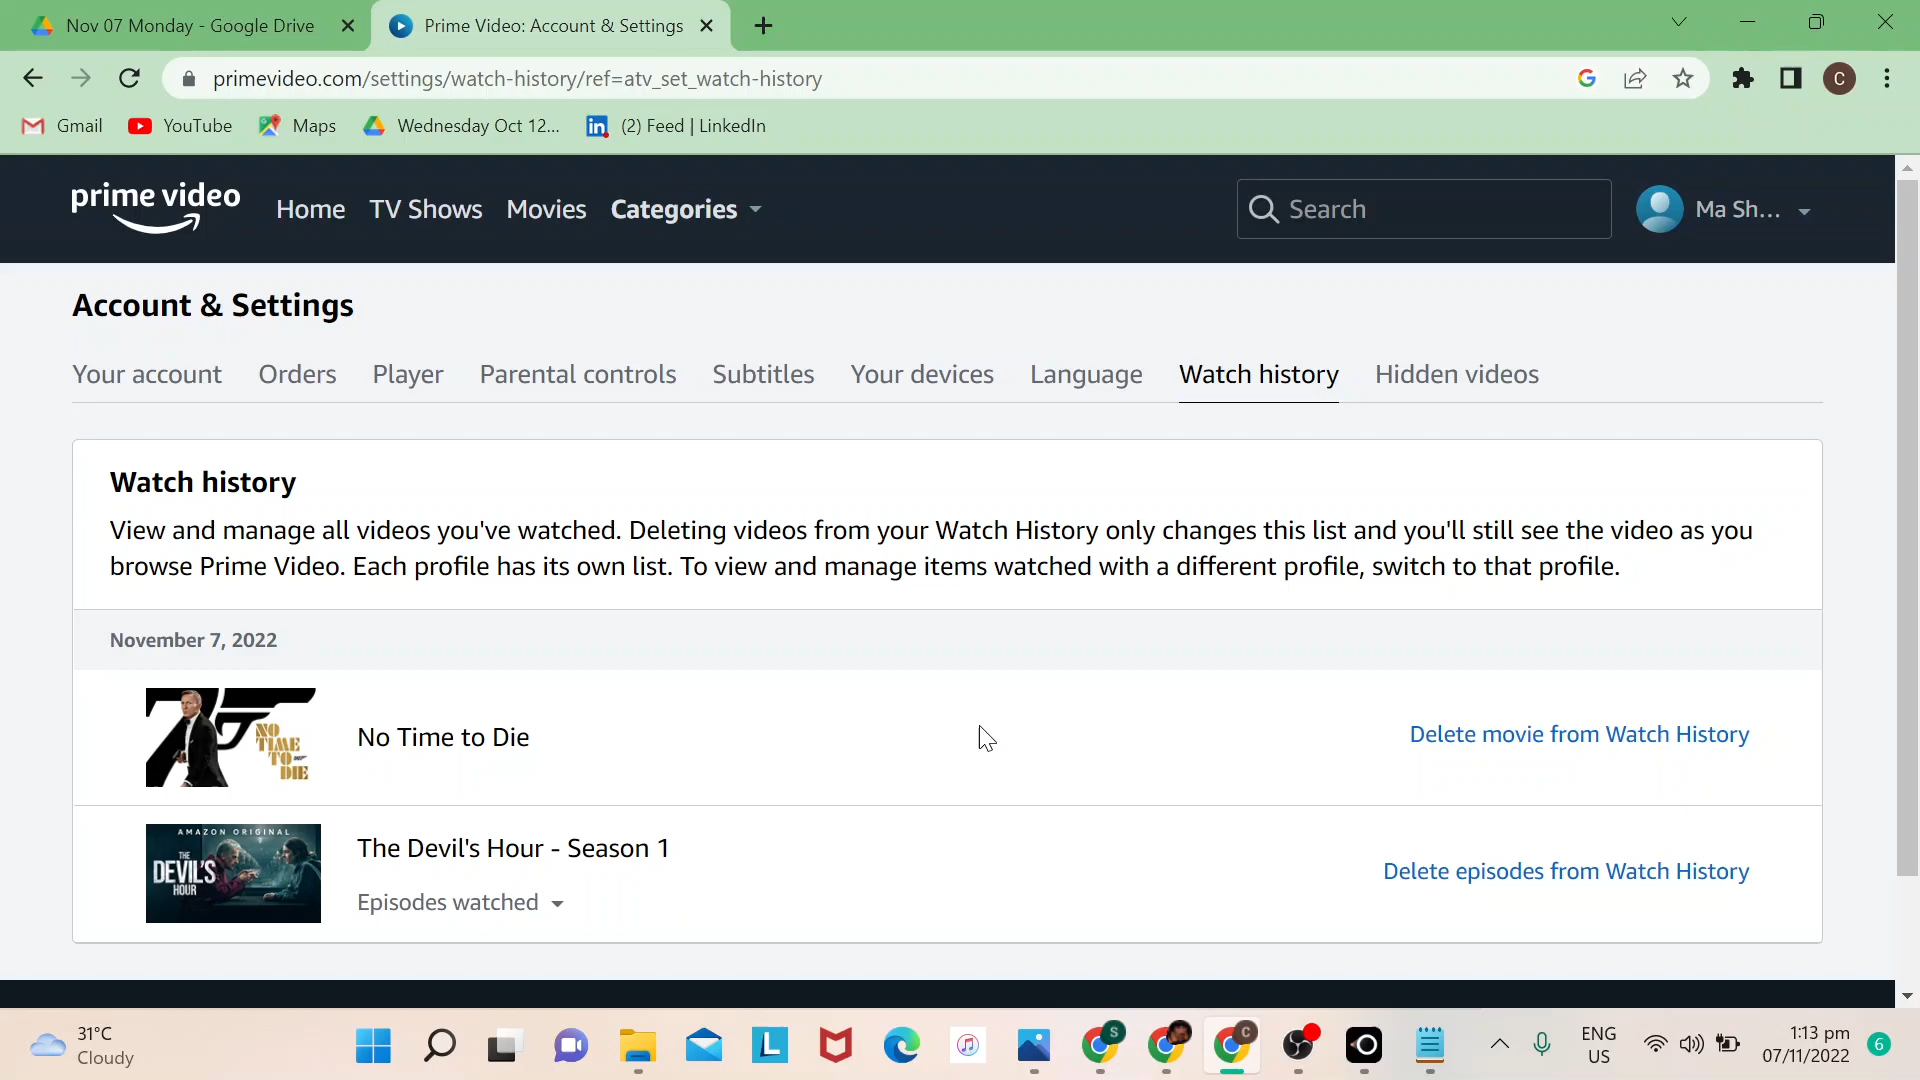 Nov 07 Monday - Google Drive
Prime Video: Account & Settings
primevideo.com/settings/watch-history/ref=atv_set_watch-history
C
Gmail
YouTube
Maps
Wednesday Oct 12...
(2) Feed | LinkedIn
prime video
Home
TV Shows
Movies
Categories
Search
Ma Sh...
Account & Settings
Your account
Orders
Player
Parental controls
Subtitles
Your devices
Language
Watch history
Hidden videos
Watch history
View and manage all videos you've watched. Deleting videos from your Watch History only changes this list and you'll still see the video as you
browse Prime Video. Each profile has its own list. To view and manage items watched with a different profile, switch to that profile.
November 7, 2022
NO
TIME
TO
DIE
No Time to Die
Delete movie from Watch History
AMAZON ORIGINAL
THE
DEVIL'S
HOUR
The Devil's Hour - Season 1
Episodes watched
Delete episodes from Watch History
31°C
Cloudy
L
S
C
ENG
US
1:13 pm
07/11/2022
6